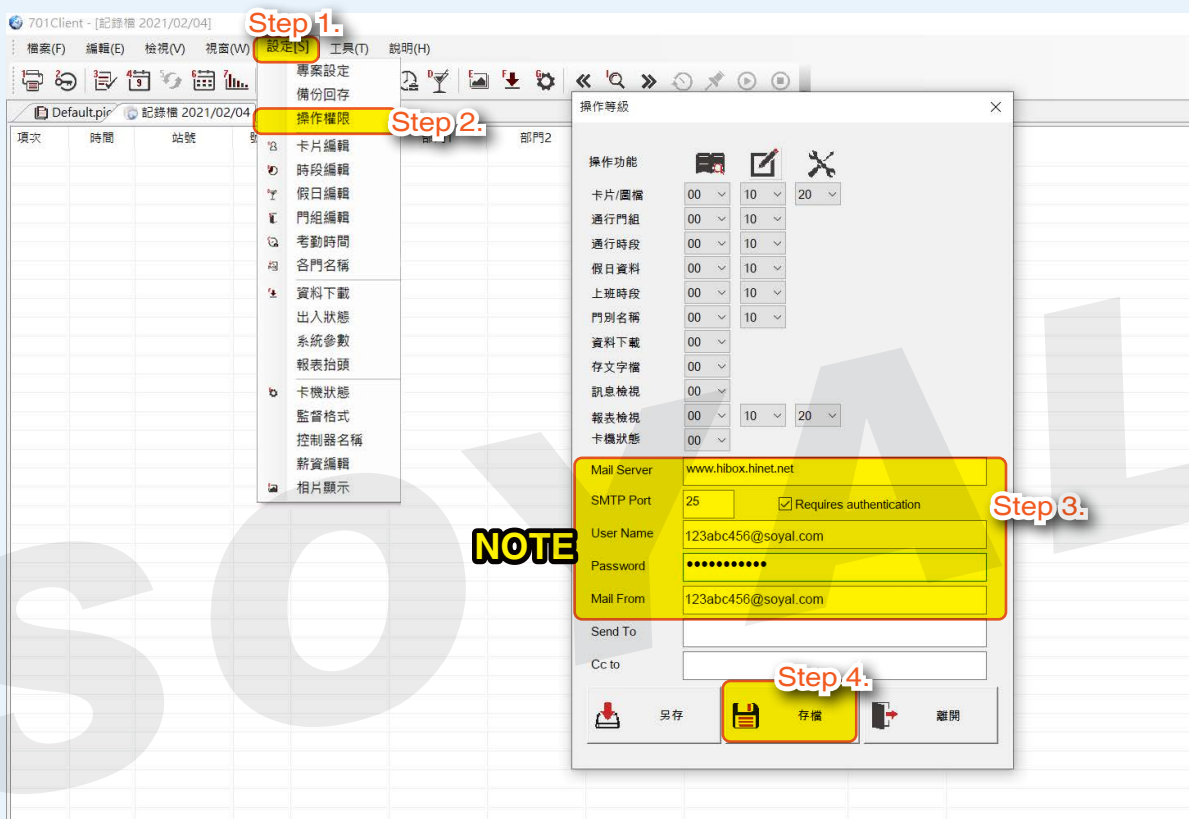 701Client - [記錄檔 2021/02/04]
Step 1.
檔案(F) 編輯(E) 檢視(V) 視窗(W) 設定[S] 工具(T) 說明(H)
Default.pic 記錄檔 2021/02/04
項次 時間 站號 部門2
專案設定
備份回存
操作權限
Step 2.
卡片編輯
時段編輯
假日編輯
門組編輯
考勤時間
各門名稱
資料下載
出入狀態
系統參數
報表抬頭
卡機狀態
監督格式
控制器名稱
薪資編輯
相片顯示
操作等級
操作功能
卡片/圖檔 00 10 20
通行門組 00 10
通行時段 00 10
假日資料 00 10
上班時段 00 10
門別名稱 00 10
資料下載 00
存文字檔 00
訊息檢視 00
報表檢視 00 10 20
卡機狀態 00
Mail Server www.hibox.hinet.net
SMTP Port 25 Requires authentication
Step 3.
User Name 123abc456@soyal.com
NOTE
Password •••••••••••
Mail From 123abc456@soyal.com
Send To
Cc to
Step 4.
另存 存檔 離開
SOYAL